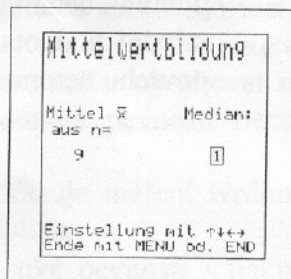 Mittelwertbildung
Mittel x̅ Median:
aus n=
9 1
Einstellung mit ↑↓←→
Ende mit MENU od. END